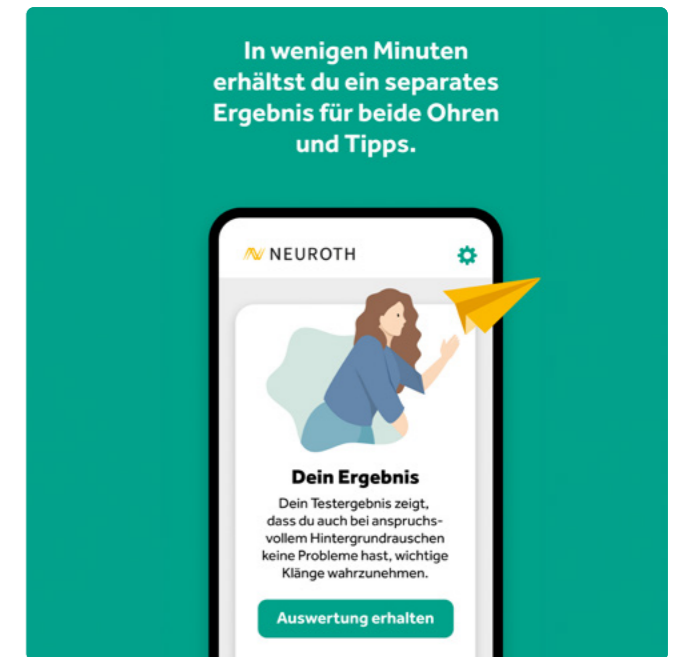 In wenigen Minuten
erhältst du ein separates
Ergebnis für beide Ohren
und Tipps.
NEUROTH
Dein Ergebnis
Dein Testergebnis zeigt,
dass du auch bei anspruchs-
vollem Hintergrundrauschen
keine Probleme hast, wichtige
Klänge wahrzunehmen.
Auswertung erhalten